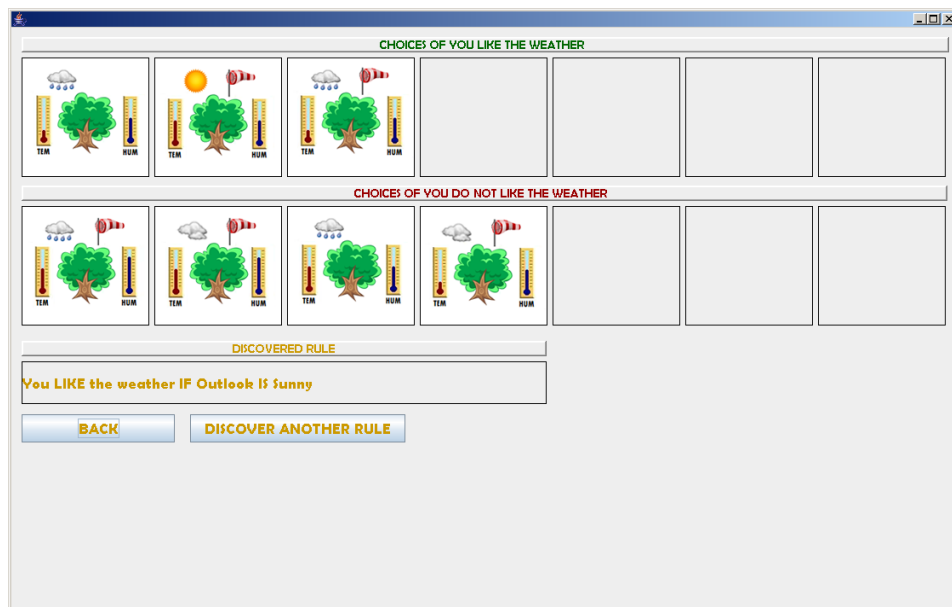 CHOICES OF YOU LIKE THE WEATHER
TEM HUM TEM HUM TEM HUM
CHOICES OF YOU DO NOT LIKE THE WEATHER
TEM HUM TEM HUM TEM HUM TEM HUM
DISCOVERED RULE
You LIKE the weather IF Outlook IS Sunny
BACK DISCOVER ANOTHER RULE